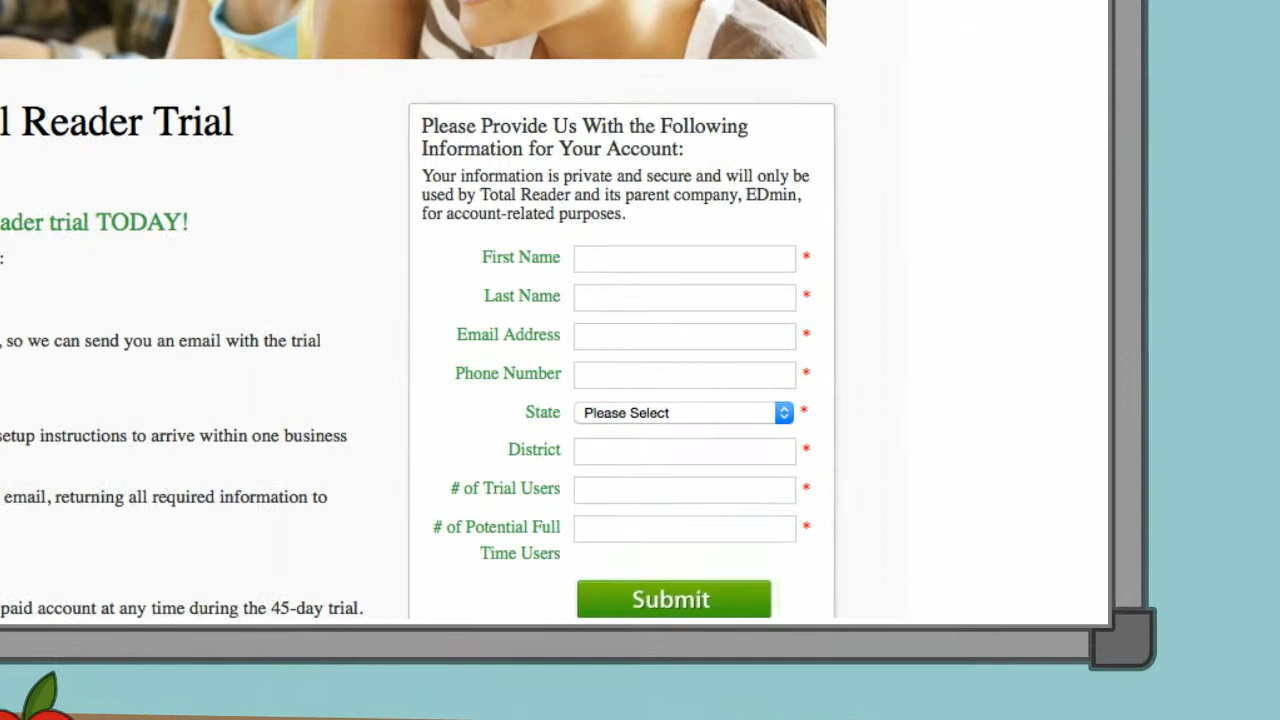 l Reader Trial
ader trial TODAY!
:
, so we can send you an email with the trial
setup instructions to arrive within one business
email, returning all required information to
paid account at any time during the 45-day trial.
Please Provide Us With the Following
Information for Your Account:
Your information is private and secure and will only be
used by Total Reader and its parent company, EDmin,
for account-related purposes.
First Name *
Last Name *
Email Address *
Phone Number *
State Please Select *
District *
# of Trial Users *
# of Potential Full *
Time Users
Submit